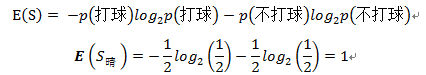 E(S) = −p(打球)log₂p(打球) − p(不打球)log₂p(不打球)↵
E(S晴) = −1/2 log₂(1/2) − 1/2 log₂(1/2) = 1↵